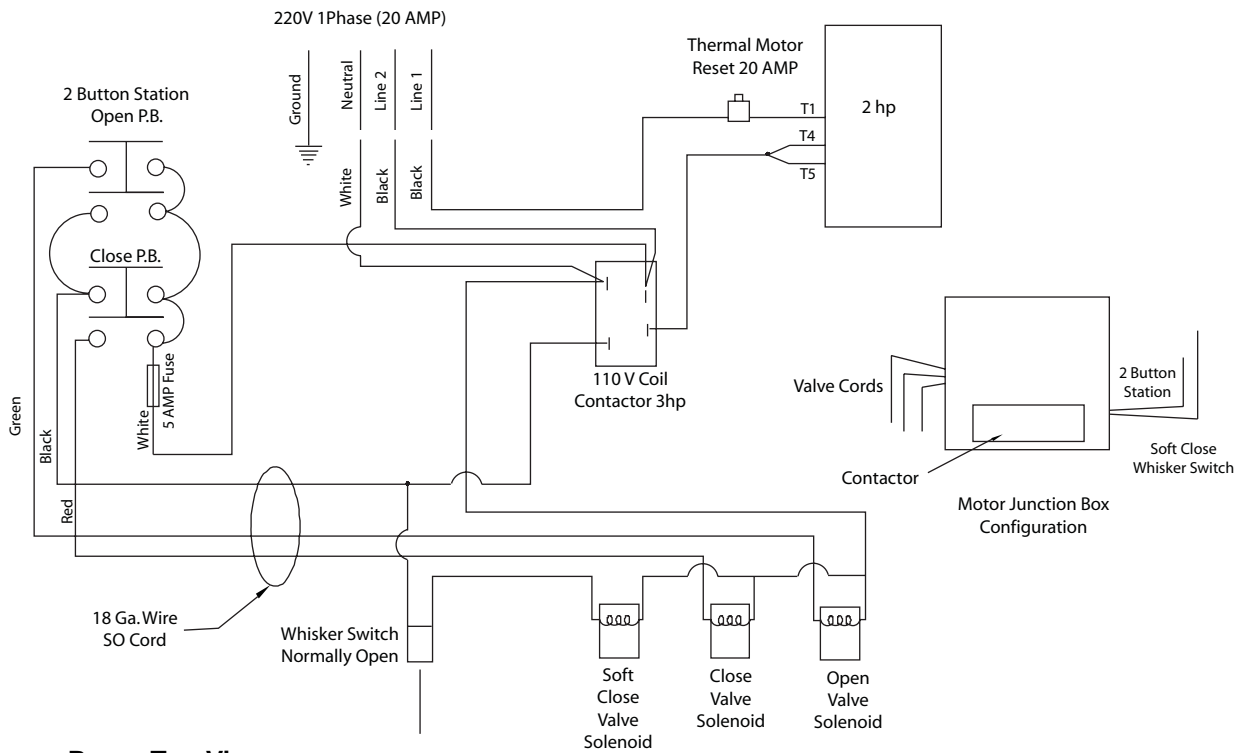 220V 1Phase (20 AMP)
Thermal Motor
Reset 20 AMP
2 Button Station
Open P.B.
Ground
Neutral
Line 2
Line 1
T1
2 hp
T4
T5
White
Black
Black
Close P.B.
110 V Coil
Contactor 3hp
Valve Cords
2 Button
Station
Soft Close
Whisker Switch
Contactor
Motor Junction Box
Configuration
Green
Black
White
5 AMP Fuse
Red
18 Ga. Wire
SO Cord
Whisker Switch
Normally Open
Soft
Close
Valve
Solenoid
Close
Valve
Solenoid
Open
Valve
Solenoid